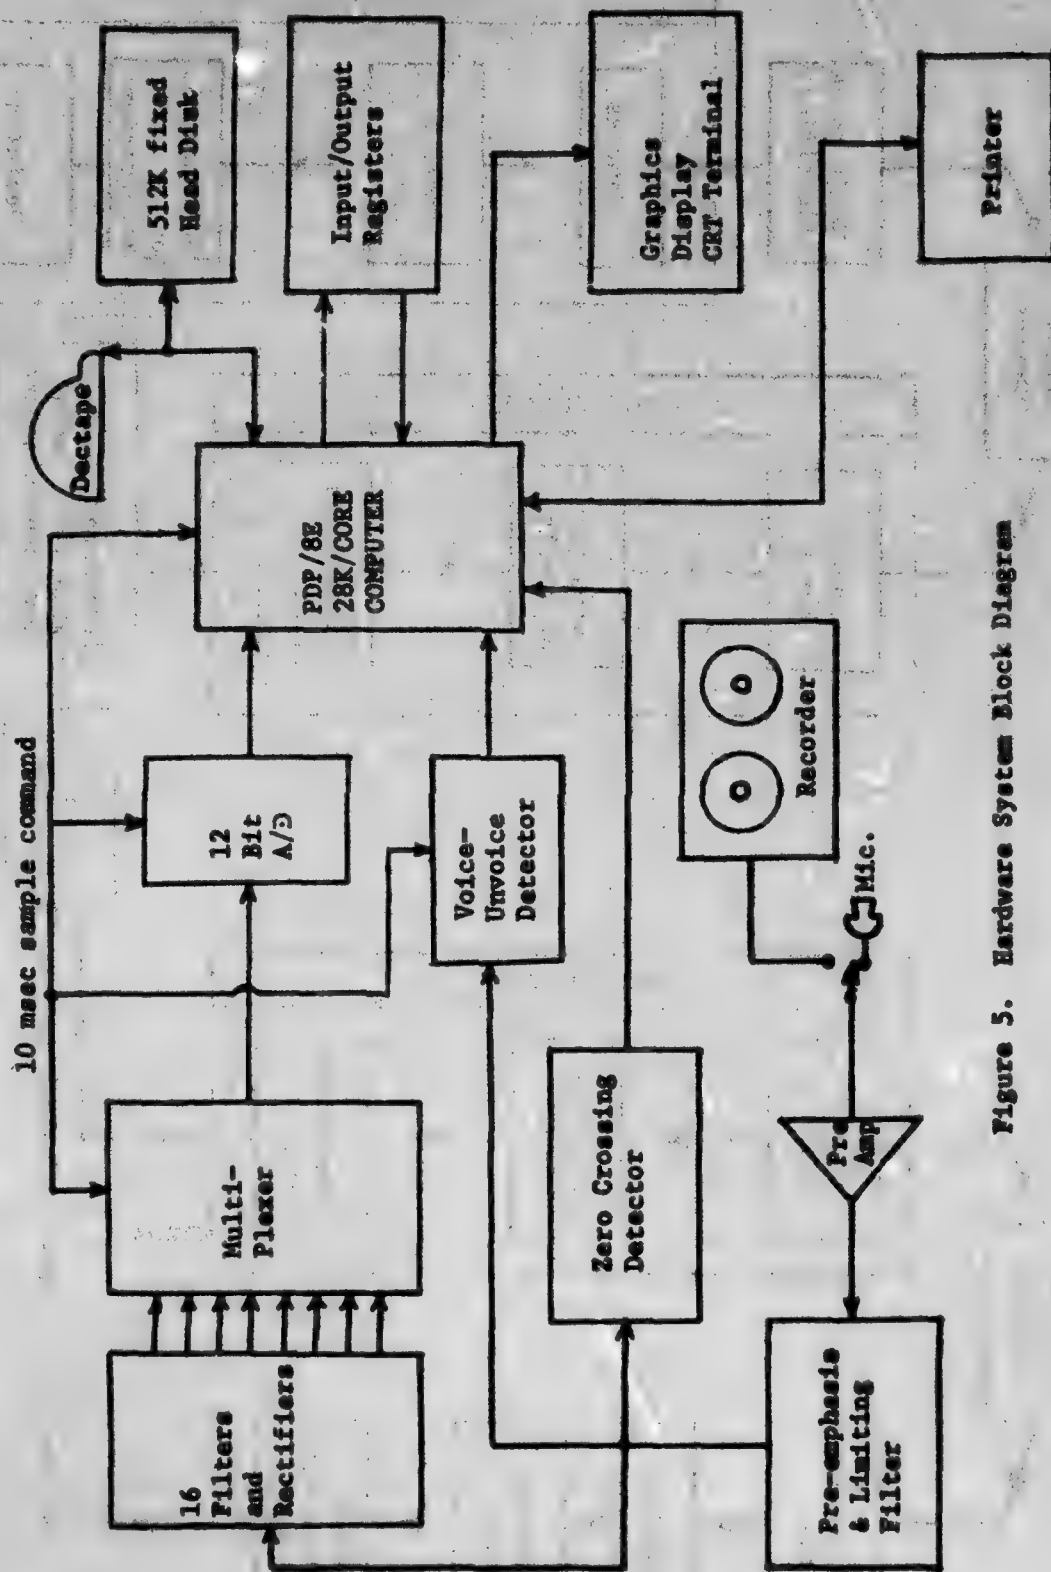 10 msec sample command
16
Filters
and
Rectifiers
Multi-
Plexer
12
Bit
A/D
Dectape
512K fixed
Head Disk
Input/Output
Registers
PDP/8E
28K/CORE
COMPUTER
Voice-
Unvoice
Detector
Graphics
Display
CRT Terminal
Zero Crossing
Detector
Recorder
Mic.
Pre
Amp
Pre-emphasis
& Limiting
Filter
Printer
Figure 5. Hardware System Block Diagram